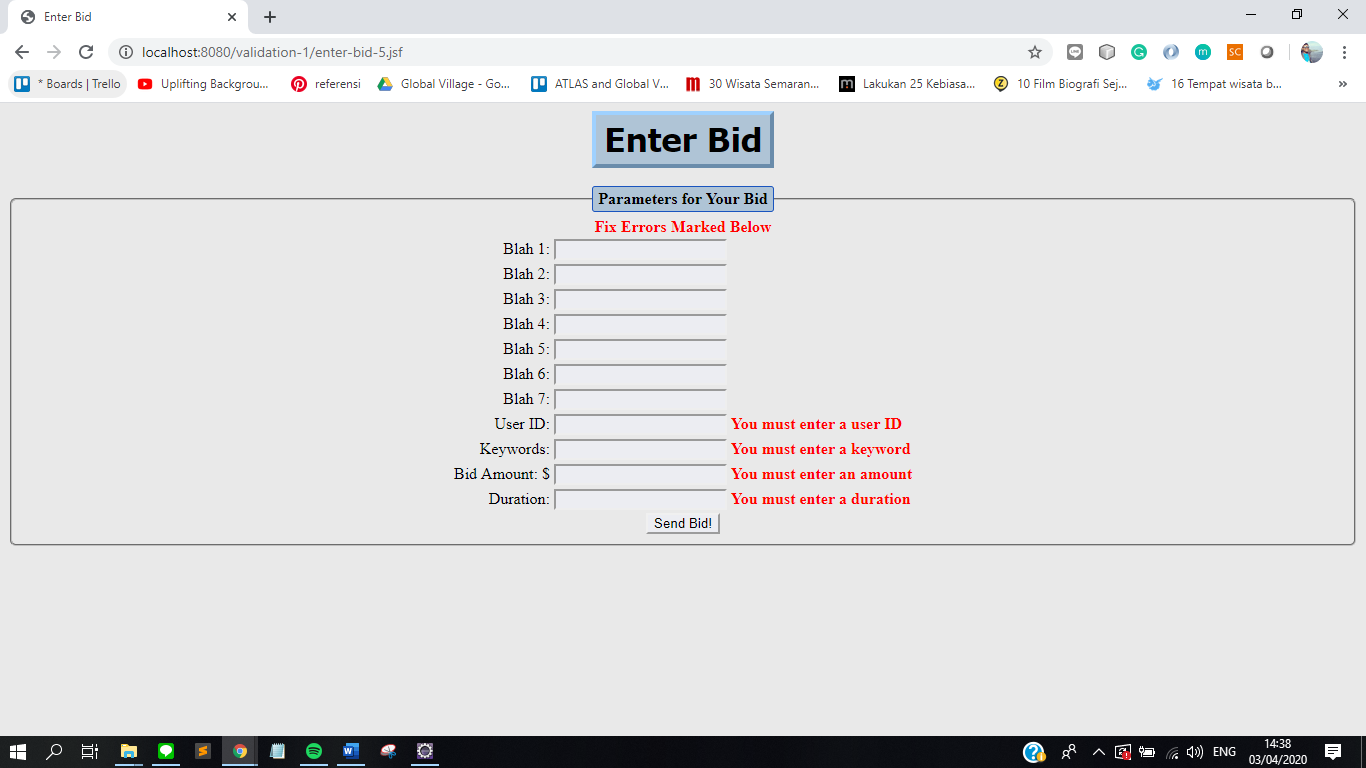 Enter Bid
localhost:8080/validation-1/enter-bid-5.jsf
SC
* Boards | Trello Uplifting Backgrou... referensi Global Village - Go... ATLAS and Global V... 30 Wisata Semaran... Lakukan 25 Kebiasa... 10 Film Biografi Sej... 16 Tempat wisata b... »
Enter Bid
Parameters for Your Bid
Fix Errors Marked Below
Blah 1:
Blah 2:
Blah 3:
Blah 4:
Blah 5:
Blah 6:
Blah 7:
User ID: You must enter a user ID
Keywords: You must enter a keyword
Bid Amount: $ You must enter an amount
Duration: You must enter a duration
Send Bid!
ENG
14:38
03/04/2020